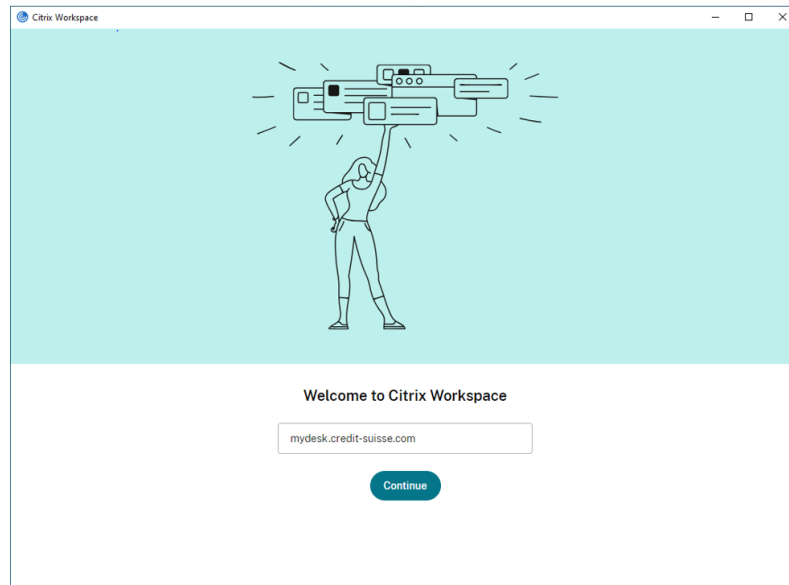 Citrix Workspace
Welcome to Citrix Workspace
mydesk.credit-suisse.com
Continue